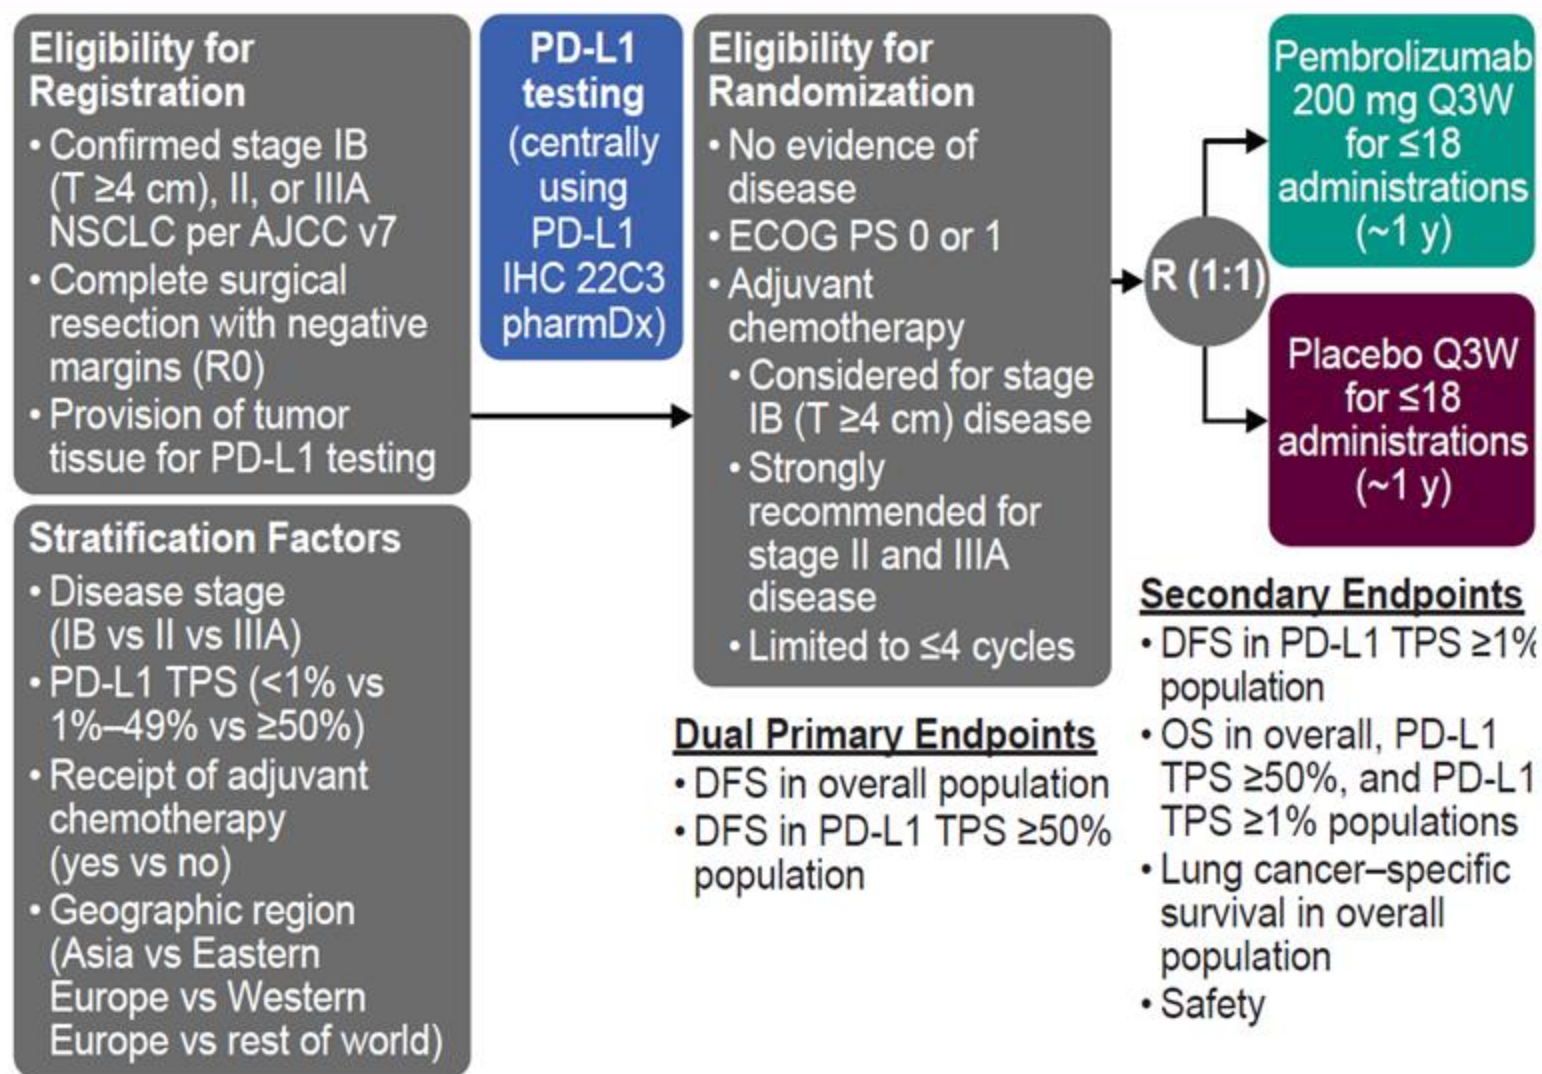 Eligibility for
Registration
• Confirmed stage IB
(T ≥4 cm), II, or IIIA
NSCLC per AJCC v7
• Complete surgical
resection with negative
margins (R0)
• Provision of tumor
tissue for PD-L1 testing
Stratification Factors
• Disease stage
(IB vs II vs IIIA)
• PD-L1 TPS (<1% vs
1%–49% vs ≥50%)
• Receipt of adjuvant
chemotherapy
(yes vs no)
• Geographic region
(Asia vs Eastern
Europe vs Western
Europe vs rest of world)
PD-L1
testing
(centrally
using
PD-L1
IHC 22C3
pharmDx)
Eligibility for
Randomization
• No evidence of
disease
• ECOG PS 0 or 1
• Adjuvant
chemotherapy
• Considered for stage
IB (T ≥4 cm) disease
• Strongly
recommended for
stage II and IIIA
disease
• Limited to ≤4 cycles
R (1:1)
Pembrolizumab
200 mg Q3W
for ≤18
administrations
(~1 y)
Placebo Q3W
for ≤18
administrations
(~1 y)
Dual Primary Endpoints
• DFS in overall population
• DFS in PD-L1 TPS ≥50%
population
Secondary Endpoints
• DFS in PD-L1 TPS ≥1%
population
• OS in overall, PD-L1
TPS ≥50%, and PD-L1
TPS ≥1% populations
• Lung cancer–specific
survival in overall
population
• Safety